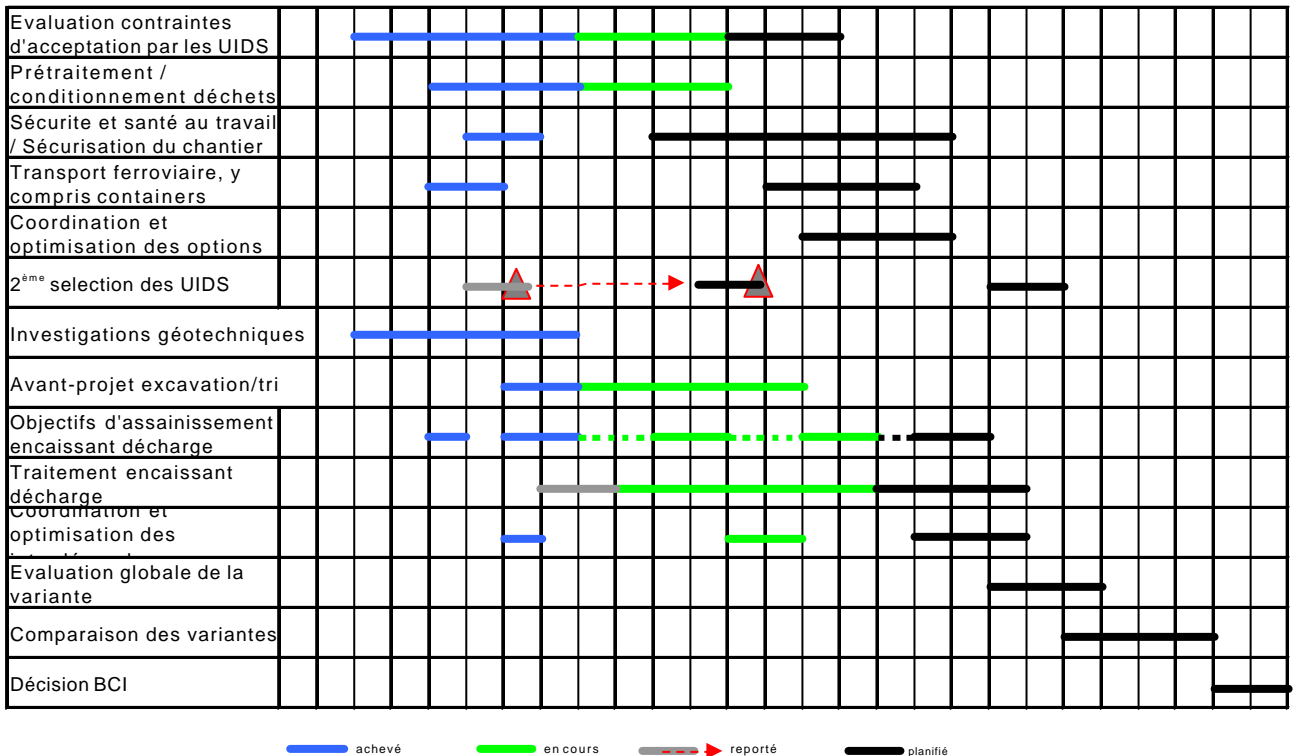 Evaluation contraintes
d'acceptation par les UIDS
Prétraitement /
conditionnement déchets
Sécurite et santé au travail
/ Sécurisation du chantier
Transport ferroviaire, y
compris containers
Coordination et
optimisation des options
2ème selection des UIDS
Investigations géotechniques
Avant-projet excavation/tri
Objectifs d'assainissement
encaissant décharge
Traitement encaissant
décharge
Coordination et
optimisation des
Evaluation globale de la
variante
Comparaison des variantes
Décision BCI
achevé en cours reporté planifié